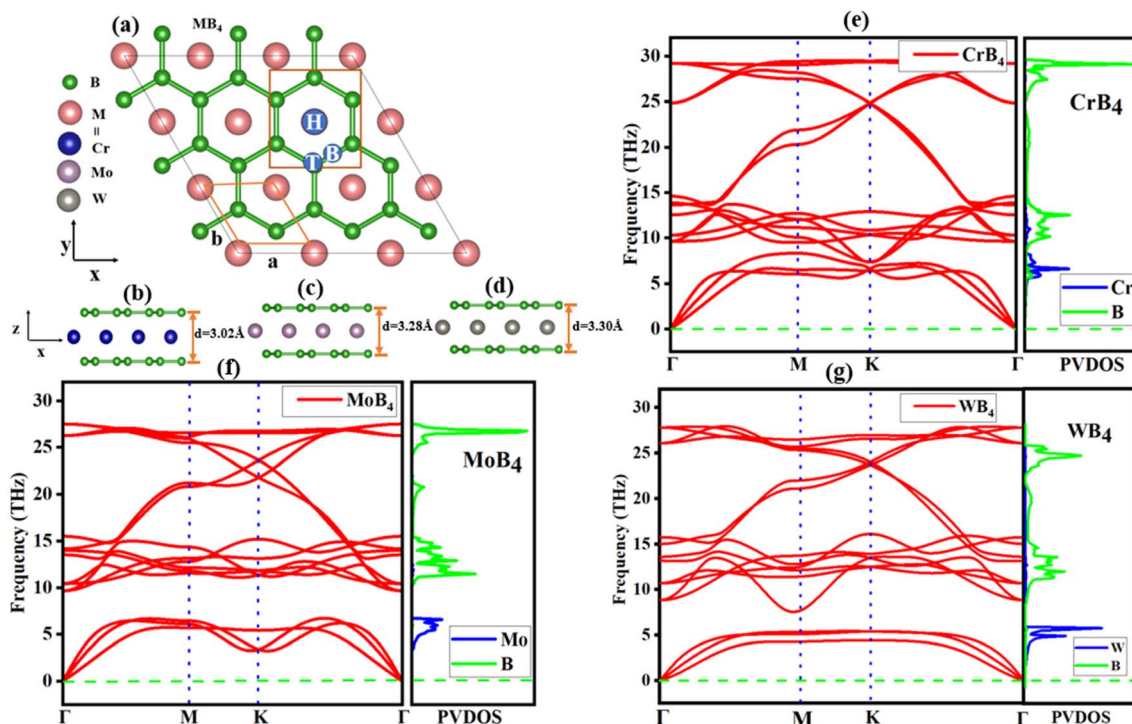 (a)
MB4
B
M
=
Cr
Mo
W
H
B
T
b
a
y
x
(b)
(c)
(d)
z
x
d=3.02Å
d=3.28Å
d=3.30Å
(e)
30
25
20
15
10
5
0
Frequency (THz)
CrB4
CrB4
Cr
B
Γ
M
K
Γ
PVDOS
(f)
30
25
20
15
10
5
0
Frequency (THz)
MoB4
MoB4
Mo
B
Γ
M
K
Γ
PVDOS
(g)
30
25
20
15
10
5
0
Frequency (THz)
WB4
WB4
W
B
Γ
M
K
Γ
PVDOS